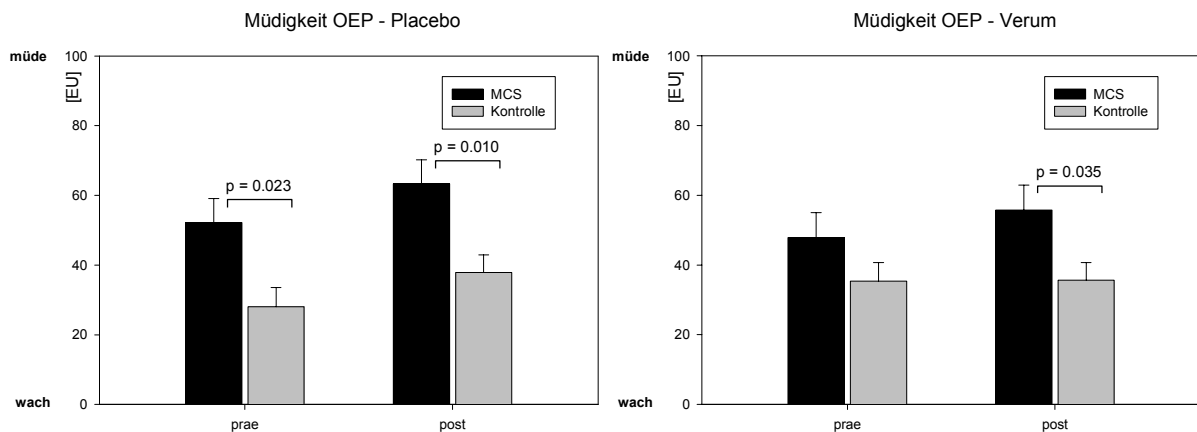 Müdigkeit OEP - Placebo
müde
100
[EU]
80
60
40
20
wach
0
MCS
Kontrolle
p = 0.023
p = 0.010
prae
post
Müdigkeit OEP - Verum
müde
100
[EU]
80
60
40
20
wach
0
MCS
Kontrolle
p = 0.035
prae
post